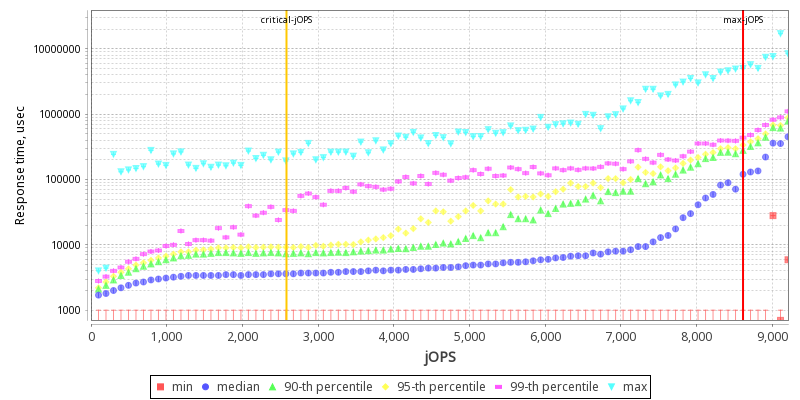 critical-jOPS max-jOPS
10000000
1000000
100000
10000
1000
Response time, usec
0 1,000 2,000 3,000 4,000 5,000 6,000 7,000 8,000 9,000
jOPS
min median 90-th percentile 95-th percentile 99-th percentile max